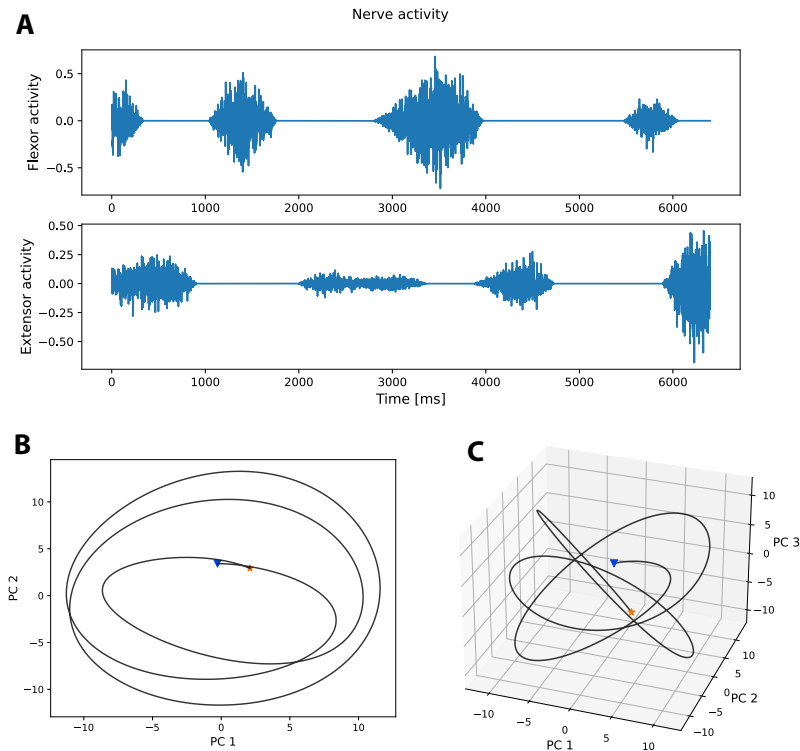 Nerve activity
A
Flexor activity
0.5
0.0
−0.5
0 1000 2000 3000 4000 5000 6000
Extensor activity
0.50
0.25
0.00
−0.25
−0.50
0 1000 2000 3000 4000 5000 6000
Time [ms]
B
PC 2
10
5
0
−5
−10
−10 −5 0 5 10
PC 1
C
PC 3
10
5
0
−5
−10
PC 2
10
5
0
−5
−10
−10 −5 0 5 10
PC 1